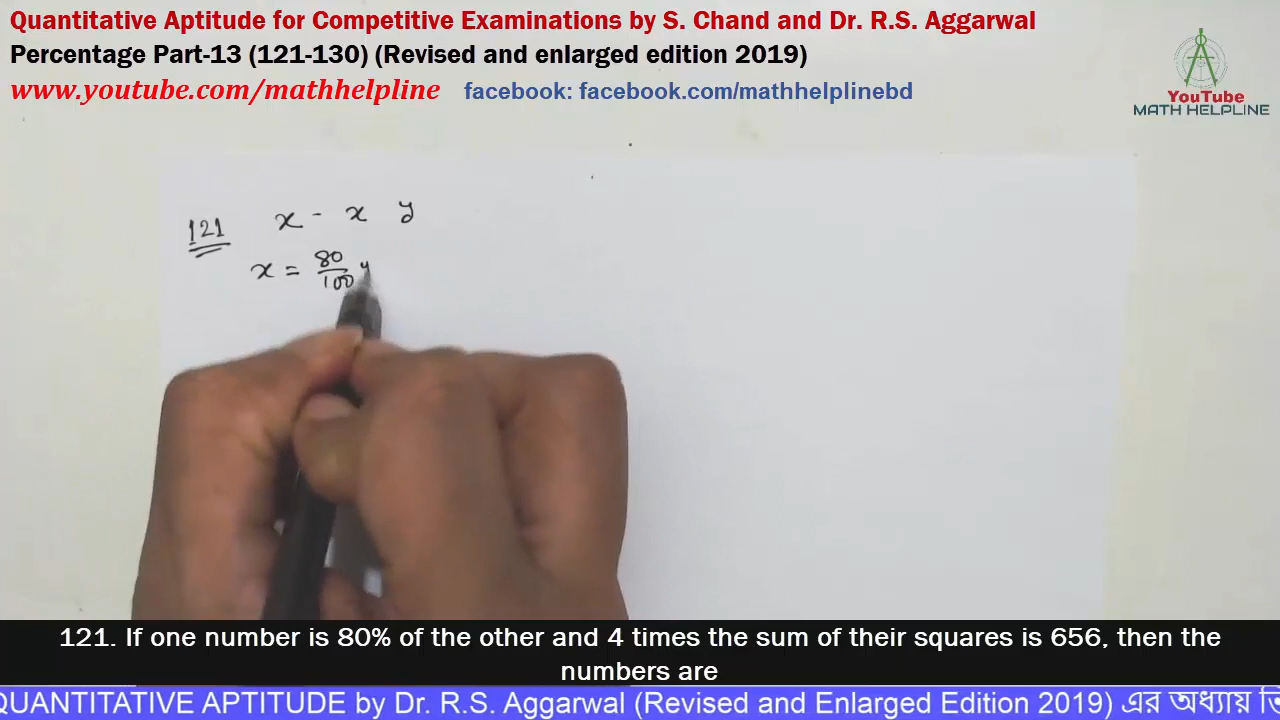 Quantitative Aptitude for Competitive Examinations by S. Chand and Dr. R.S. Aggarwal
Percentage Part-13 (121-130) (Revised and enlarged edition 2019)
www.youtube.com/mathhelpline facebook: facebook.com/mathhelplinebd
YouTube
MATH HELPLINE
121 x - x y
x = 80/100 y
121. If one number is 80% of the other and 4 times the sum of their squares is 656, then the
numbers are
QUANTITATIVE APTITUDE by Dr. R.S. Aggarwal (Revised and Enlarged Edition 2019) এর অধ্যায়